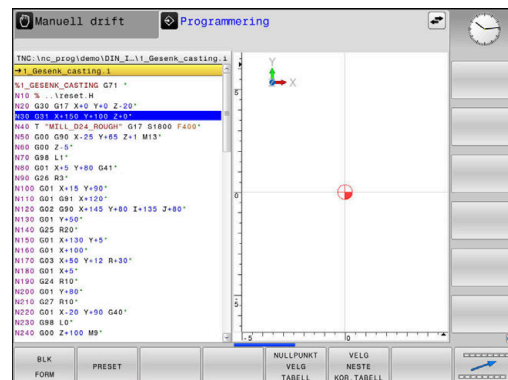 Manuell drift
Programmering
TNC:\nc_prog\demo\DIN_I…\1_Gesenk_casting.i
→1_Gesenk_casting.i
%1_GESENK_CASTING G71 *
N10 % ..\reset.H
N20 G30 G17 X+0 Y+0 Z-20*
N30 G31 X+150 Y+100 Z+0*
N40 T "MILL_D24_ROUGH" G17 S1800 F400*
N50 G00 G90 X-25 Y+65 Z+1 M13*
N60 G00 Z-5*
N70 G98 L1*
N80 G01 X+5 Y+80 G41*
N90 G26 R3*
N100 G01 X+15 Y+90*
N110 G01 G91 X+120*
N120 G02 G90 X+145 Y+80 I+135 J+80*
N130 G01 Y+50*
N140 G25 R20*
N150 G01 X+130 Y+5*
N160 G01 X+100*
N170 G03 X+50 Y+12 R+30*
N180 G01 X+5*
N190 G24 R10*
N200 G01 Y+80*
N210 G27 R10*
N220 G01 X-20 Y+90 G40*
N230 G98 L0*
N240 G00 Z+100 M9*
Y
X
5
0
-5
-5
0
BLK
FORM
PRESET
NULLPUNKT
VELG
TABELL
VELG
NESTE
KOR.TABELL